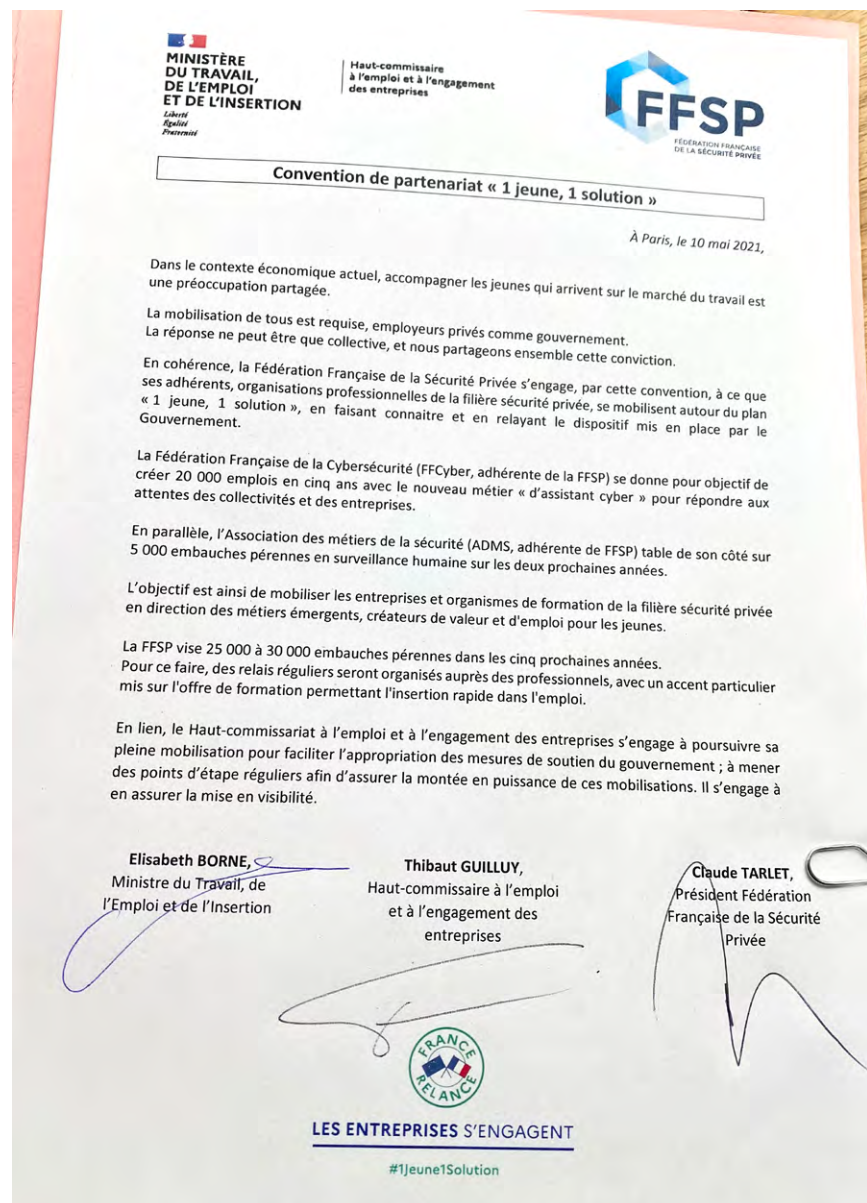 MINISTÈRE
DU TRAVAIL,
DE L'EMPLOI
ET DE L'INSERTION
Liberté
Égalité
Fraternité
Haut-commissaire
à l'emploi et à l'engagement
des entreprises
FFSP
FÉDÉRATION FRANÇAISE
DE LA SÉCURITÉ PRIVÉE
Convention de partenariat « 1 jeune, 1 solution »
À Paris, le 10 mai 2021,
Dans le contexte économique actuel, accompagner les jeunes qui arrivent sur le marché du travail est
une préoccupation partagée.
La mobilisation de tous est requise, employeurs privés comme gouvernement.
La réponse ne peut être que collective, et nous partageons ensemble cette conviction.
En cohérence, la Fédération Française de la Sécurité Privée s'engage, par cette convention, à ce que
ses adhérents, organisations professionnelles de la filière sécurité privée, se mobilisent autour du plan
« 1 jeune, 1 solution », en faisant connaitre et en relayant le dispositif mis en place par le
Gouvernement.
La Fédération Française de la Cybersécurité (FFCyber, adhérente de la FFSP) se donne pour objectif de
créer 20 000 emplois en cinq ans avec le nouveau métier « d'assistant cyber » pour répondre aux
attentes des collectivités et des entreprises.
En parallèle, l'Association des métiers de la sécurité (ADMS, adhérente de FFSP) table de son côté sur
5 000 embauches pérennes en surveillance humaine sur les deux prochaines années.
L'objectif est ainsi de mobiliser les entreprises et organismes de formation de la filière sécurité privée
en direction des métiers émergents, créateurs de valeur et d'emploi pour les jeunes.
La FFSP vise 25 000 à 30 000 embauches pérennes dans les cinq prochaines années.
Pour ce faire, des relais réguliers seront organisés auprès des professionnels, avec un accent particulier
mis sur l'offre de formation permettant l'insertion rapide dans l'emploi.
En lien, le Haut-commissariat à l'emploi et à l'engagement des entreprises s'engage à poursuivre sa
pleine mobilisation pour faciliter l'appropriation des mesures de soutien du gouvernement ; à mener
des points d'étape réguliers afin d'assurer la montée en puissance de ces mobilisations. Il s'engage à
en assurer la mise en visibilité.
Elisabeth BORNE,
Ministre du Travail, de
l'Emploi et de l'Insertion
Thibaut GUILLUY,
Haut-commissaire à l'emploi
et à l'engagement des
entreprises
Claude TARLET,
Président Fédération
Française de la Sécurité
Privée
FRANCE
RELANCE
LES ENTREPRISES S'ENGAGENT
#1Jeune1Solution